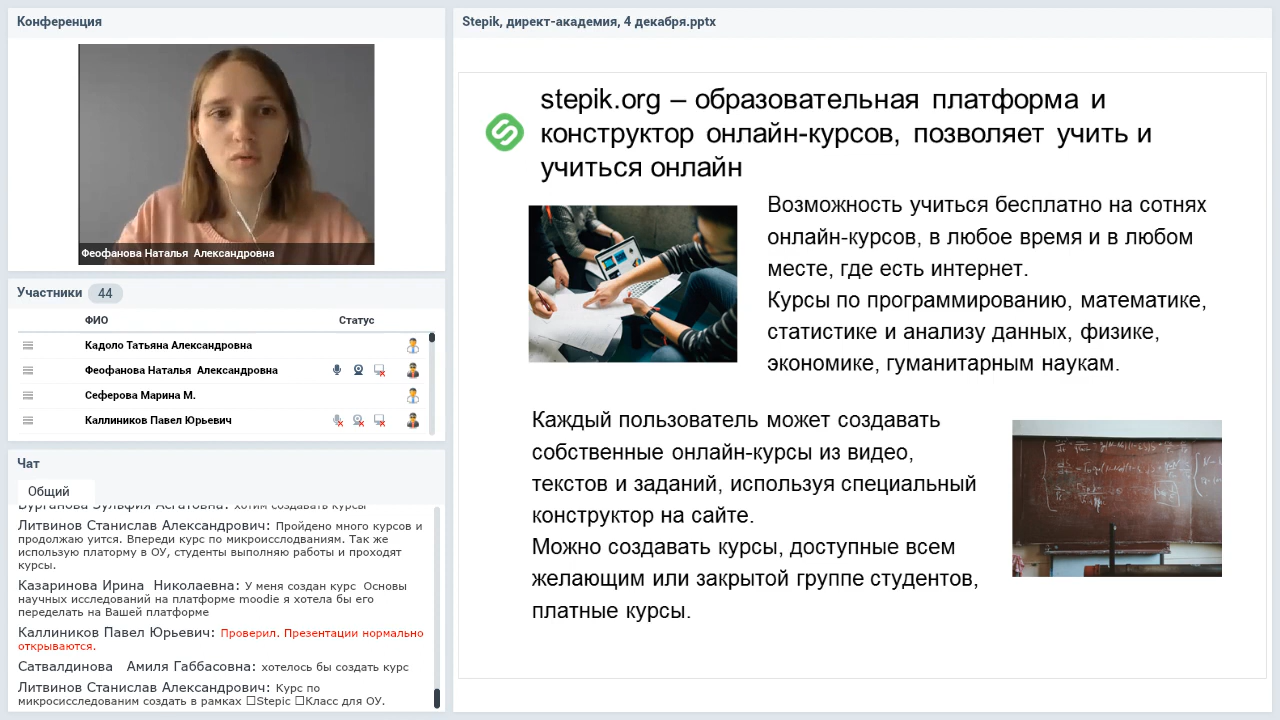 Конференция
Феофанова Наталья Александровна
Участники 44
ФИО Статус
Кадоло Татьяна Александровна
Феофанова Наталья Александровна
Сеферова Марина М.
Каллиников Павел Юрьевич
Чат
Общий
Бурганова Зульфия Асгатовна: хотим создавать курсы
Литвинов Станислав Александрович: Пройдено много курсов и
продолжаю уится. Впереди курс по микроисслдованиям. Так же
использую платорму в ОУ, студенты выполняю работы и проходят
курсы.
Казаринова Ирина Николаевна: У меня создан курс Основы
научных исследований на платформе moodie я хотела бы его
переделать на Вашей платформе
Каллиников Павел Юрьевич: Проверил. Презентации нормально
открываются.
Сатвалдинова Амиля Габбасовна: хотелось бы создать курс
Литвинов Станислав Александрович: Курс по
микросисследованим создать в рамках ☐Stepic ☐Класс для ОУ.
Stepik, директ-академия, 4 декабря.pptx
stepik.org – образовательная платформа и
конструктор онлайн-курсов, позволяет учить и
учиться онлайн
Возможность учиться бесплатно на сотнях
онлайн-курсов, в любое время и в любом
месте, где есть интернет.
Курсы по программированию, математике,
статистике и анализу данных, физике,
экономике, гуманитарным наукам.
Каждый пользователь может создавать
собственные онлайн-курсы из видео,
текстов и заданий, используя специальный
конструктор на сайте.
Можно создавать курсы, доступные всем
желающим или закрытой группе студентов,
платные курсы.